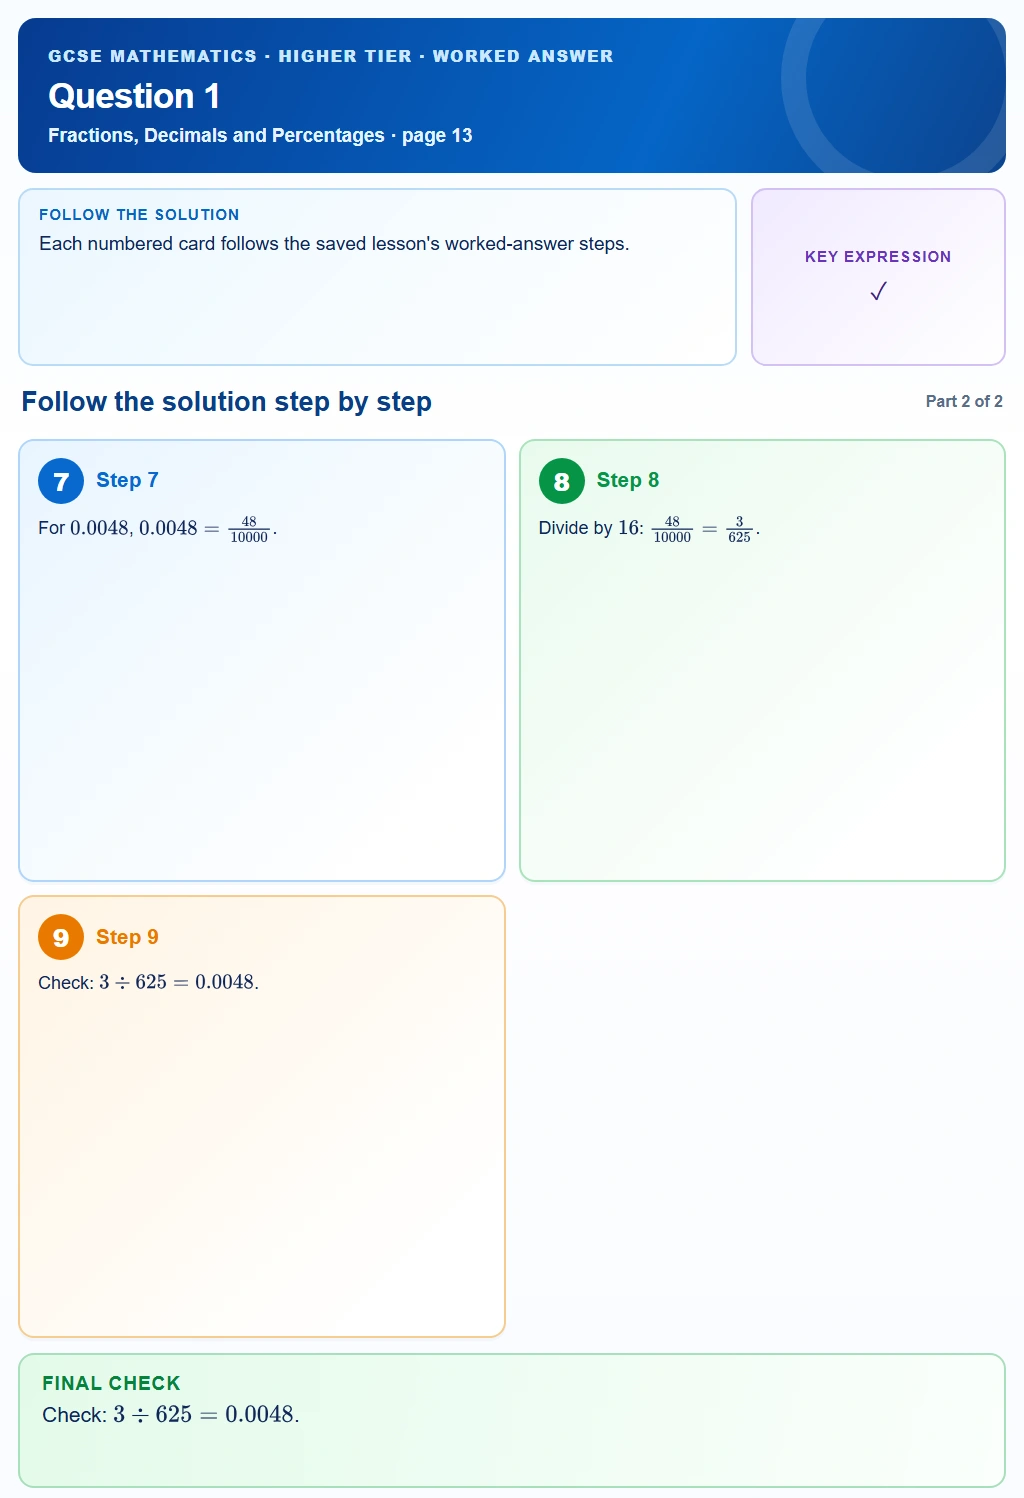 GCSE MATHEMATICS · HIGHER TIER · WORKED ANSWER
Question 1
Fractions, Decimals and Percentages · page 13
FOLLOW THE SOLUTION
Each numbered card follows the saved lesson's worked-answer steps.
KEY EXPRESSION
✓
Follow the solution step by step
Part 2 of 2
7 Step 7
For 0.0048, 0.0048 = 48/10000.
8 Step 8
Divide by 16: 48/10000 = 3/625.
9 Step 9
Check: 3 ÷ 625 = 0.0048.
FINAL CHECK
Check: 3 ÷ 625 = 0.0048.